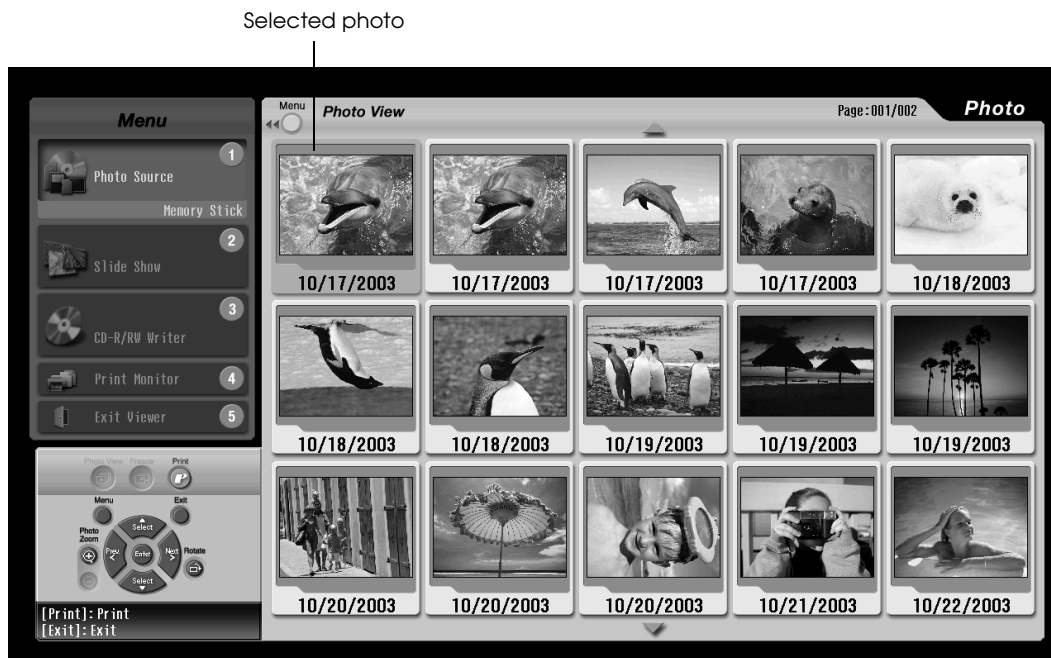 Selected photo
Menu
1
Photo Source
Memory Stick
2
Slide Show
3
CD-R/RW Writer
Print Monitor 4
Exit Viewer 5
Photo View Freeze Print
Menu Exit
Photo Zoom
Select
Prev. Enter Next
Rotate
Select
[Print]: Print
[Exit]: Exit
Menu Photo View Page:001/002 Photo
10/17/2003 10/17/2003 10/17/2003 10/17/2003 10/18/2003
10/18/2003 10/18/2003 10/19/2003 10/19/2003 10/19/2003
10/20/2003 10/20/2003 10/20/2003 10/21/2003 10/22/2003